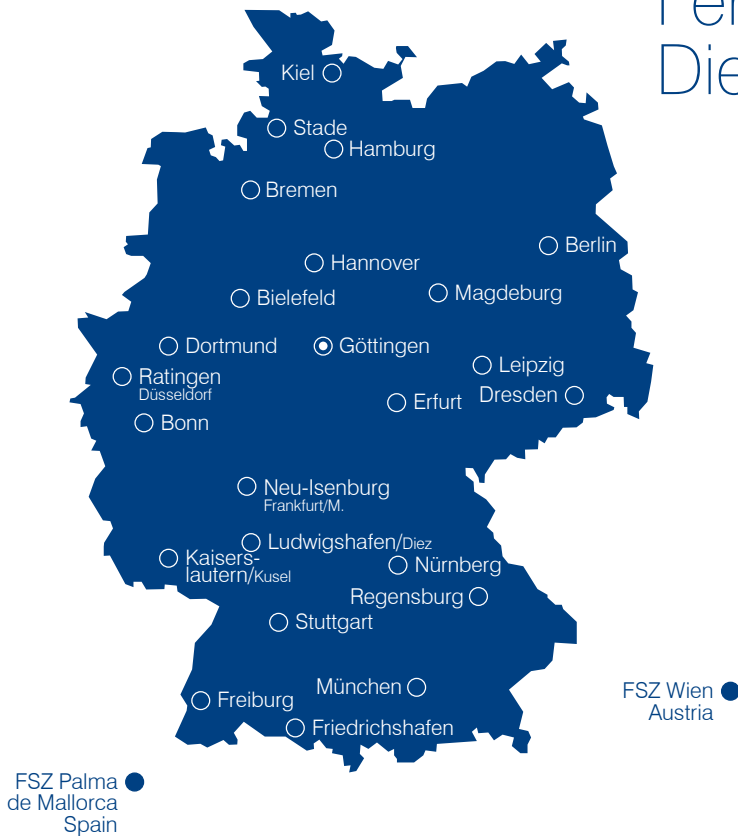 Die
Kiel
Stade
Hamburg
Bremen
Berlin
Hannover
Bielefeld
Magdeburg
Dortmund
Göttingen
Leipzig
Ratingen
Düsseldorf
Dresden
Erfurt
Bonn
Neu-Isenburg
Frankfurt/M.
Ludwigshafen/Diez
Kaisers-
lautern/Kusel
Nürnberg
Regensburg
Stuttgart
München
Freiburg
Friedrichshafen
FSZ Wien
Austria
FSZ Palma
de Mallorca
Spain